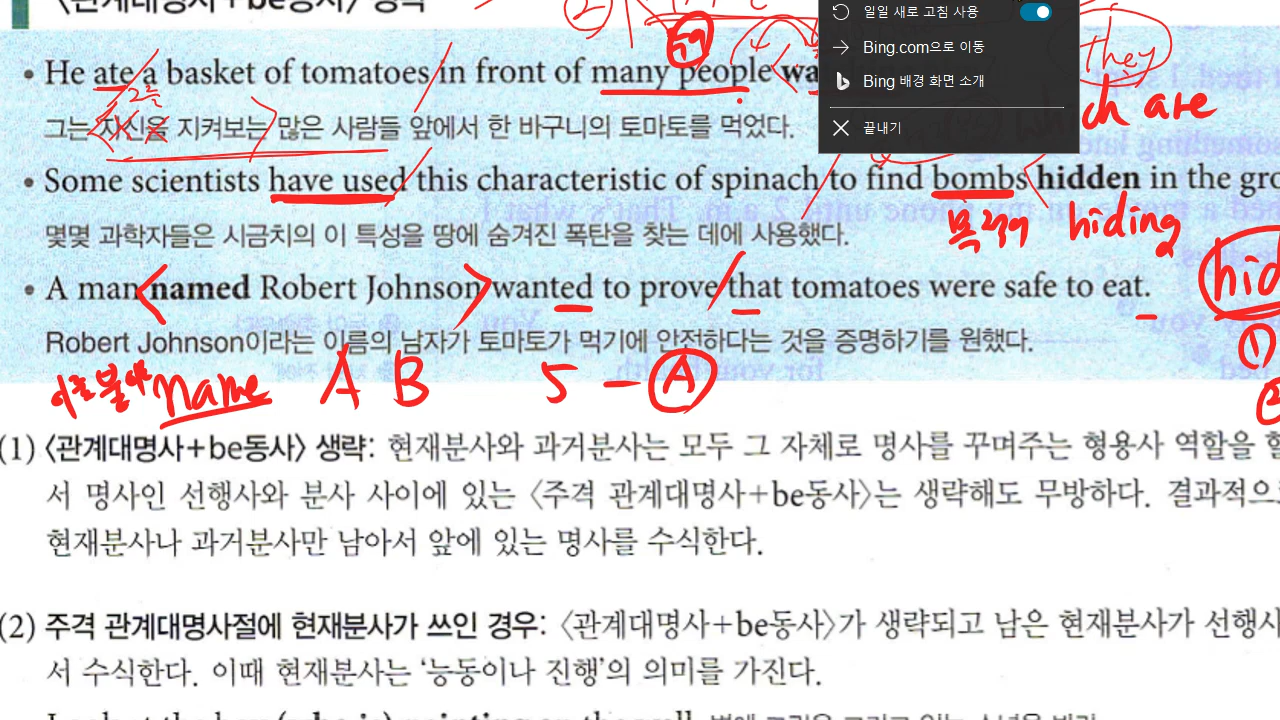 〈관계대명사+be동사〉 생략
일일 새로 고침 사용
Bing.com으로 이동
Bing 배경 화면 소개
끝내기
they
• He ate a basket of tomatoes in front of many people wa
are
그는 자신을 지켜보는 많은 사람들 앞에서 한 바구니의 토마토를 먹었다.
• Some scientists have used this characteristic of spinach to find bombs hidden in the gro
몇몇 과학자들은 시금치의 이 특성을 땅에 숨겨진 폭탄을 찾는 데에 사용했다.
hiding
• A man named Robert Johnson wanted to prove that tomatoes were safe to eat.
hid
Robert Johnson이라는 이름의 남자가 토마토가 먹기에 안전하다는 것을 증명하기를 원했다.
①
name A B 5 - Ⓐ
②
(1) 〈관계대명사+be동사〉 생략: 현재분사와 과거분사는 모두 그 자체로 명사를 꾸며주는 형용사 역할을 할
서 명사인 선행사와 분사 사이에 있는 〈주격 관계대명사+be동사〉는 생략해도 무방하다. 결과적으
현재분사나 과거분사만 남아서 앞에 있는 명사를 수식한다.
(2) 주격 관계대명사절에 현재분사가 쓰인 경우: 〈관계대명사+be동사〉가 생략되고 남은 현재분사가 선행사
서 수식한다. 이때 현재분사는 '능동이나 진행'의 의미를 가진다.